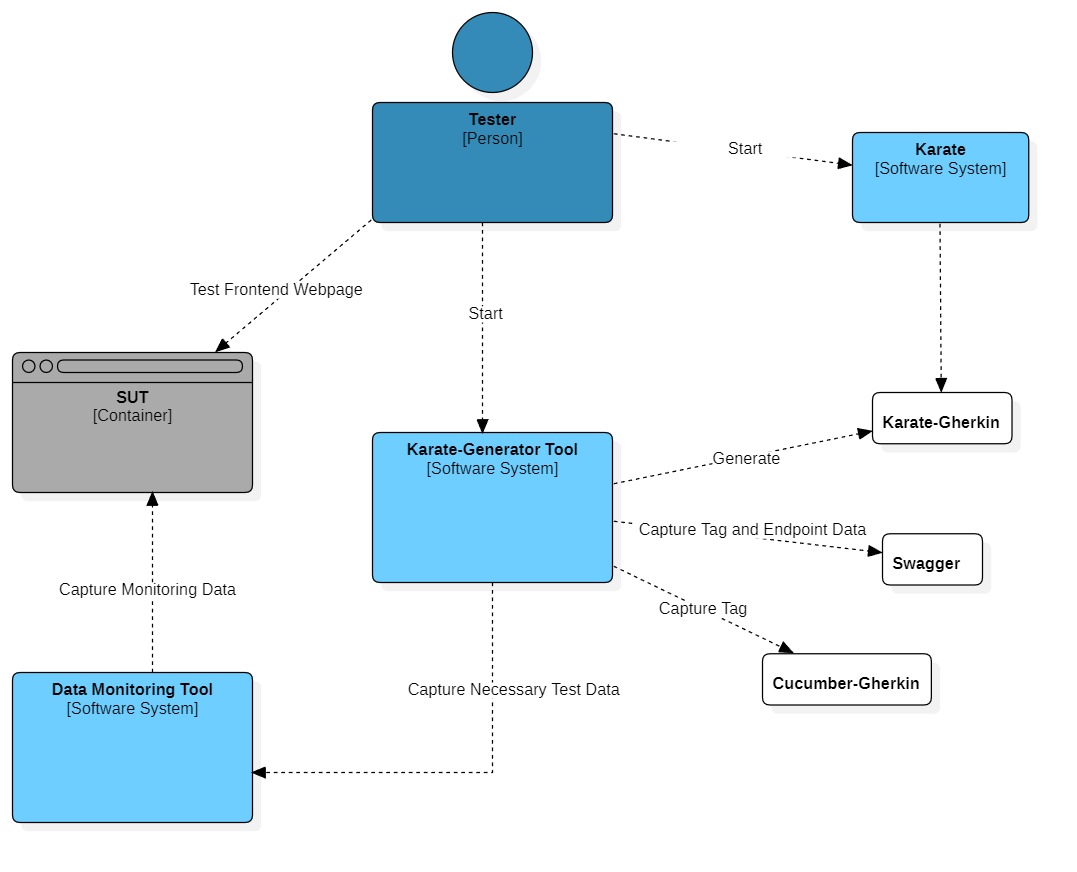 Tester
[Person]
Start
Karate
[Software System]
Test Frontend Webpage
Start
SUT
[Container]
Karate-Generator Tool
[Software System]
Karate-Gherkin
Generate
Capture Tag and Endpoint Data
Swagger
Capture Monitoring Data
Capture Tag
Cucumber-Gherkin
Data Monitoring Tool
[Software System]
Capture Necessary Test Data